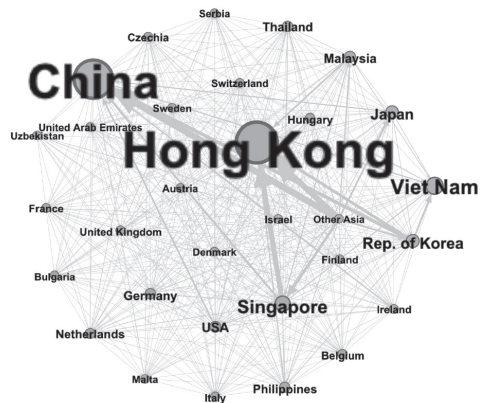 Serbia
Thailand
Czechia
Malaysia
China
Switzerland
Sweden
Japan
Hungary
United Arab Emirates
Uzbekistan
Hong Kong
Viet Nam
Austria
France
Israel
Other Asia
United Kingdom
Rep. of Korea
Denmark
Finland
Bulgaria
Germany
Singapore
Ireland
USA
Netherlands
Belgium
Malta
Philippines
Italy